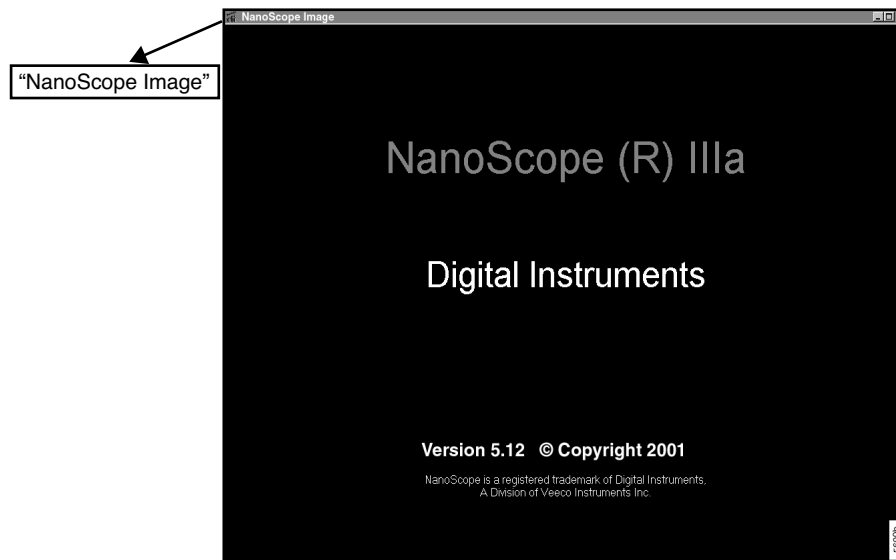 NanoScope Image
“NanoScope Image”
NanoScope (R) IIIa
Digital Instruments
Version 5.12 © Copyright 2001
NanoScope is a registered trademark of Digital Instruments,
A Division of Veeco Instruments Inc.